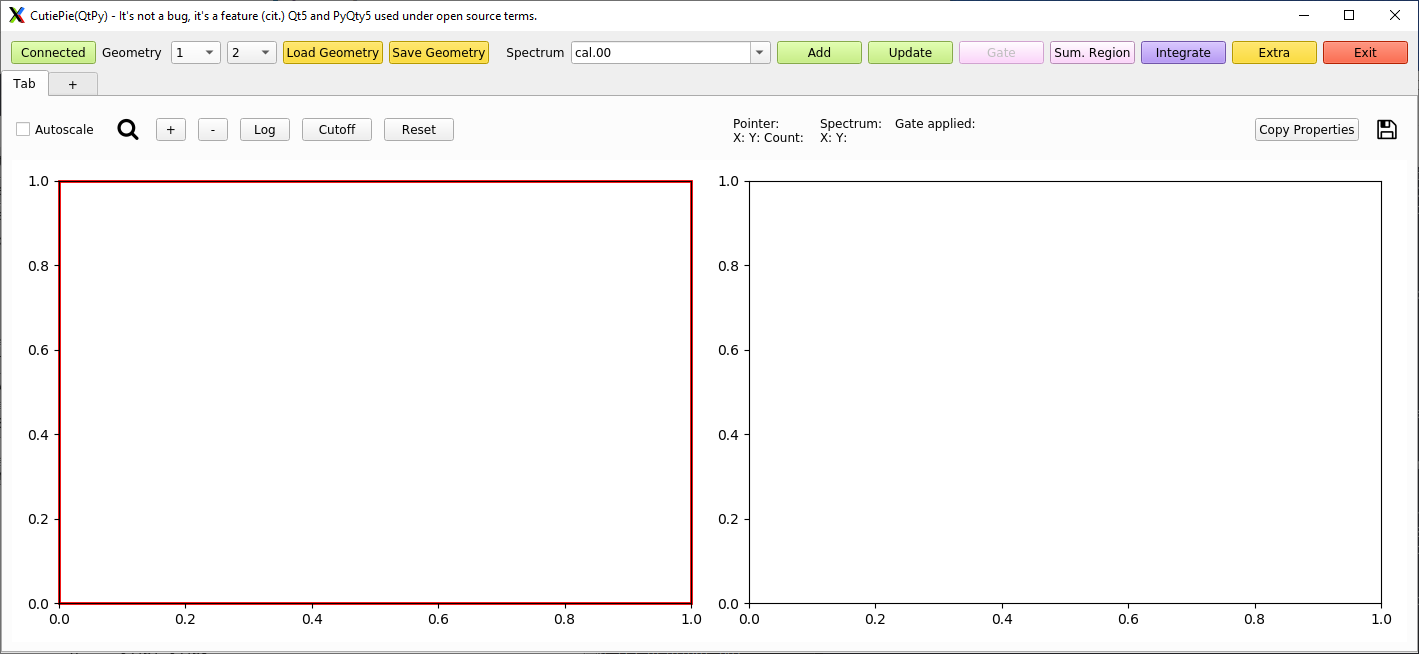 CutiePie(QtPy) - It's not a bug, it's a feature (cit.) Qt5 and PyQty5 used under open source terms.
Connected Geometry 1 2 Load Geometry Save Geometry Spectrum cal.00 Add Update Gate Sum. Region Integrate Extra Exit
Tab +
Autoscale + - Log Cutoff Reset Pointer: Spectrum: Gate applied: Copy Properties
X: Y: Count: X: Y:
1.0 1.0
0.8 0.8
0.6 0.6
0.4 0.4
0.2 0.2
0.0 0.0
0.0 0.2 0.4 0.6 0.8 1.0 0.0 0.2 0.4 0.6 0.8 1.0